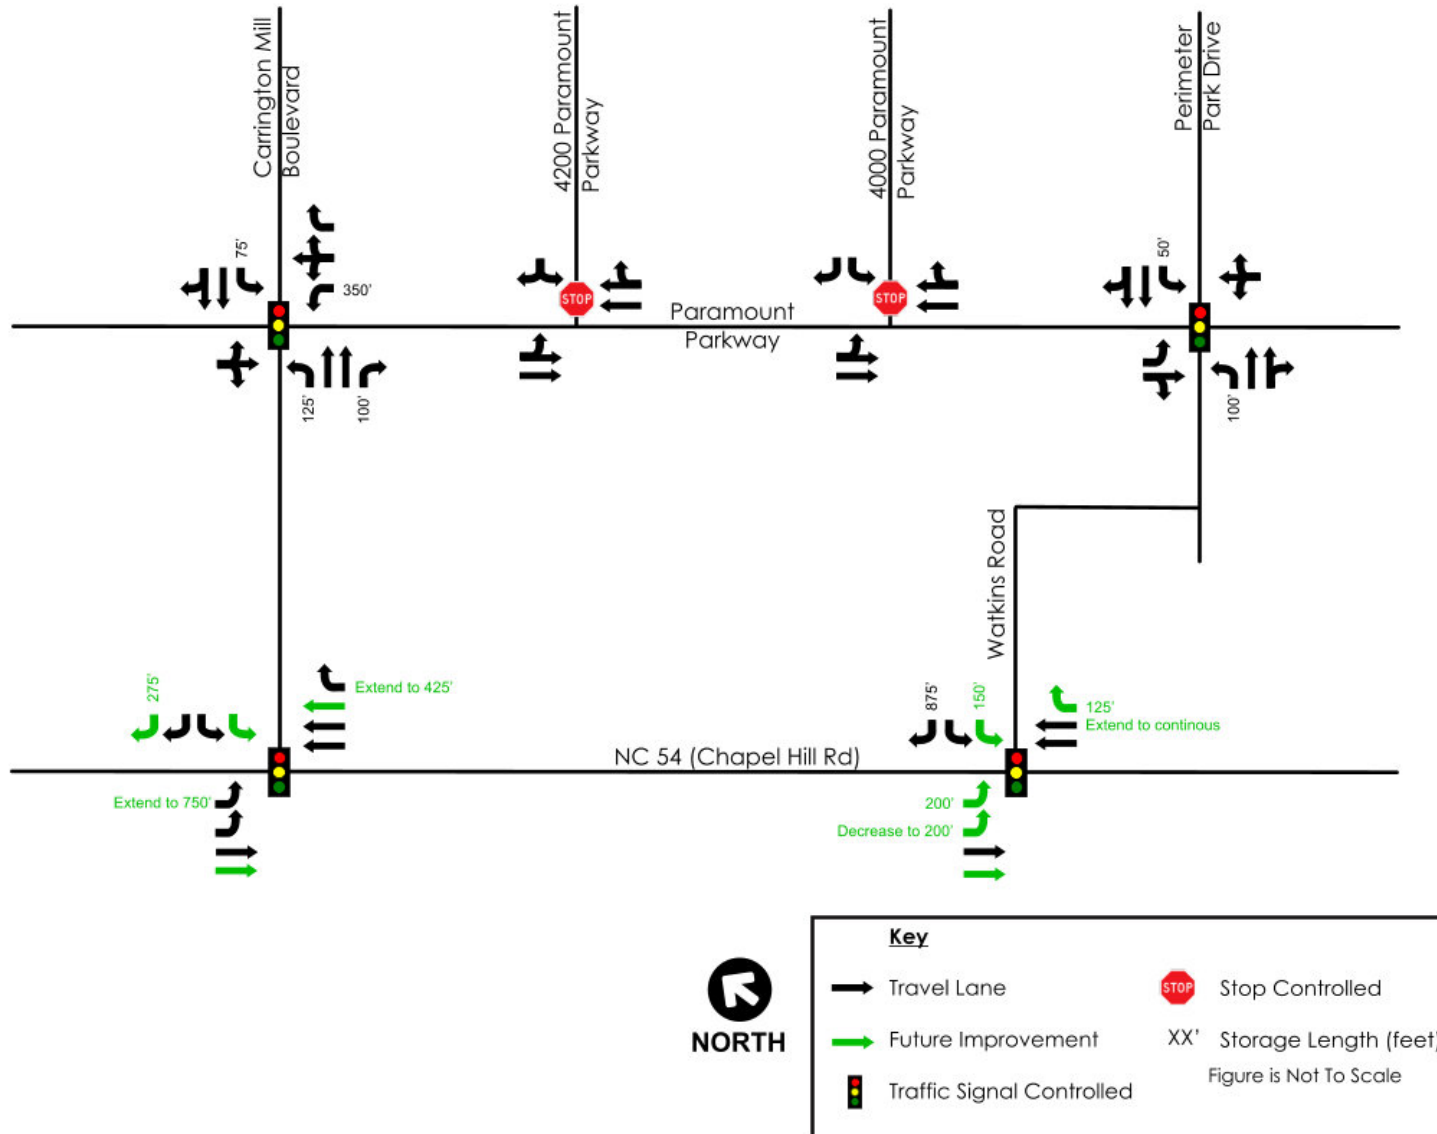 Carrington Mill
Boulevard
4200 Paramount
Parkway
4000 Paramount
Parkway
Perimeter
Park Drive
75'
350'
125'
100'
STOP
STOP
Paramount
Parkway
50'
100'
Watkins Road
275'
Extend to 425'
Extend to 750'
NC 54 (Chapel Hill Rd)
875'
150'
125'
Extend to continous
200'
Decrease to 200'
NORTH
Key
Travel Lane
STOP Stop Controlled
Future Improvement
XX' Storage Length (feet)
Figure is Not To Scale
Traffic Signal Controlled